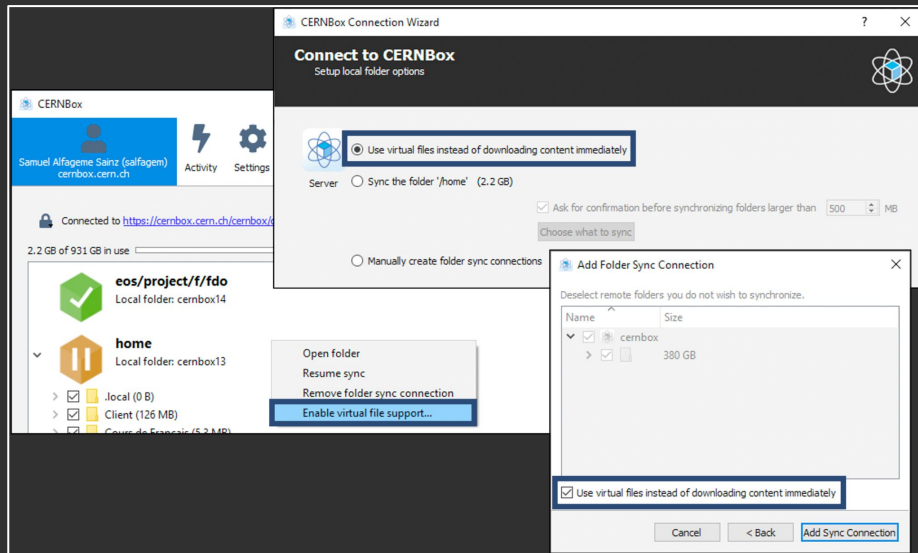 CERNBox Connection Wizard
?
Connect to CERNBox
Setup local folder options
Server
Use virtual files instead of downloading content immediately
Sync the folder '/home' (2.2 GB)
Ask for confirmation before synchronizing folders larger than 500 MB
Choose what to sync
Manually create folder sync connections
CERNBox
Samuel Alfageme Sainz (salfagem)
cernbox.cern.ch
Activity
Settings
Connected to https://cernbox.cern.ch/cernbox/
2.2 GB of 931 GB in use
eos/project/f/fdo
Local folder: cernbox14
home
Local folder: cernbox13
.local (0 B)
Client (126 MB)
Cours de Francais (5.3 MB)
Open folder
Resume sync
Remove folder sync connection
Enable virtual file support...
Add Folder Sync Connection
Deselect remote folders you do not wish to synchronize.
Name Size
cernbox
380 GB
Use virtual files instead of downloading content immediately
Cancel
< Back
Add Sync Connection